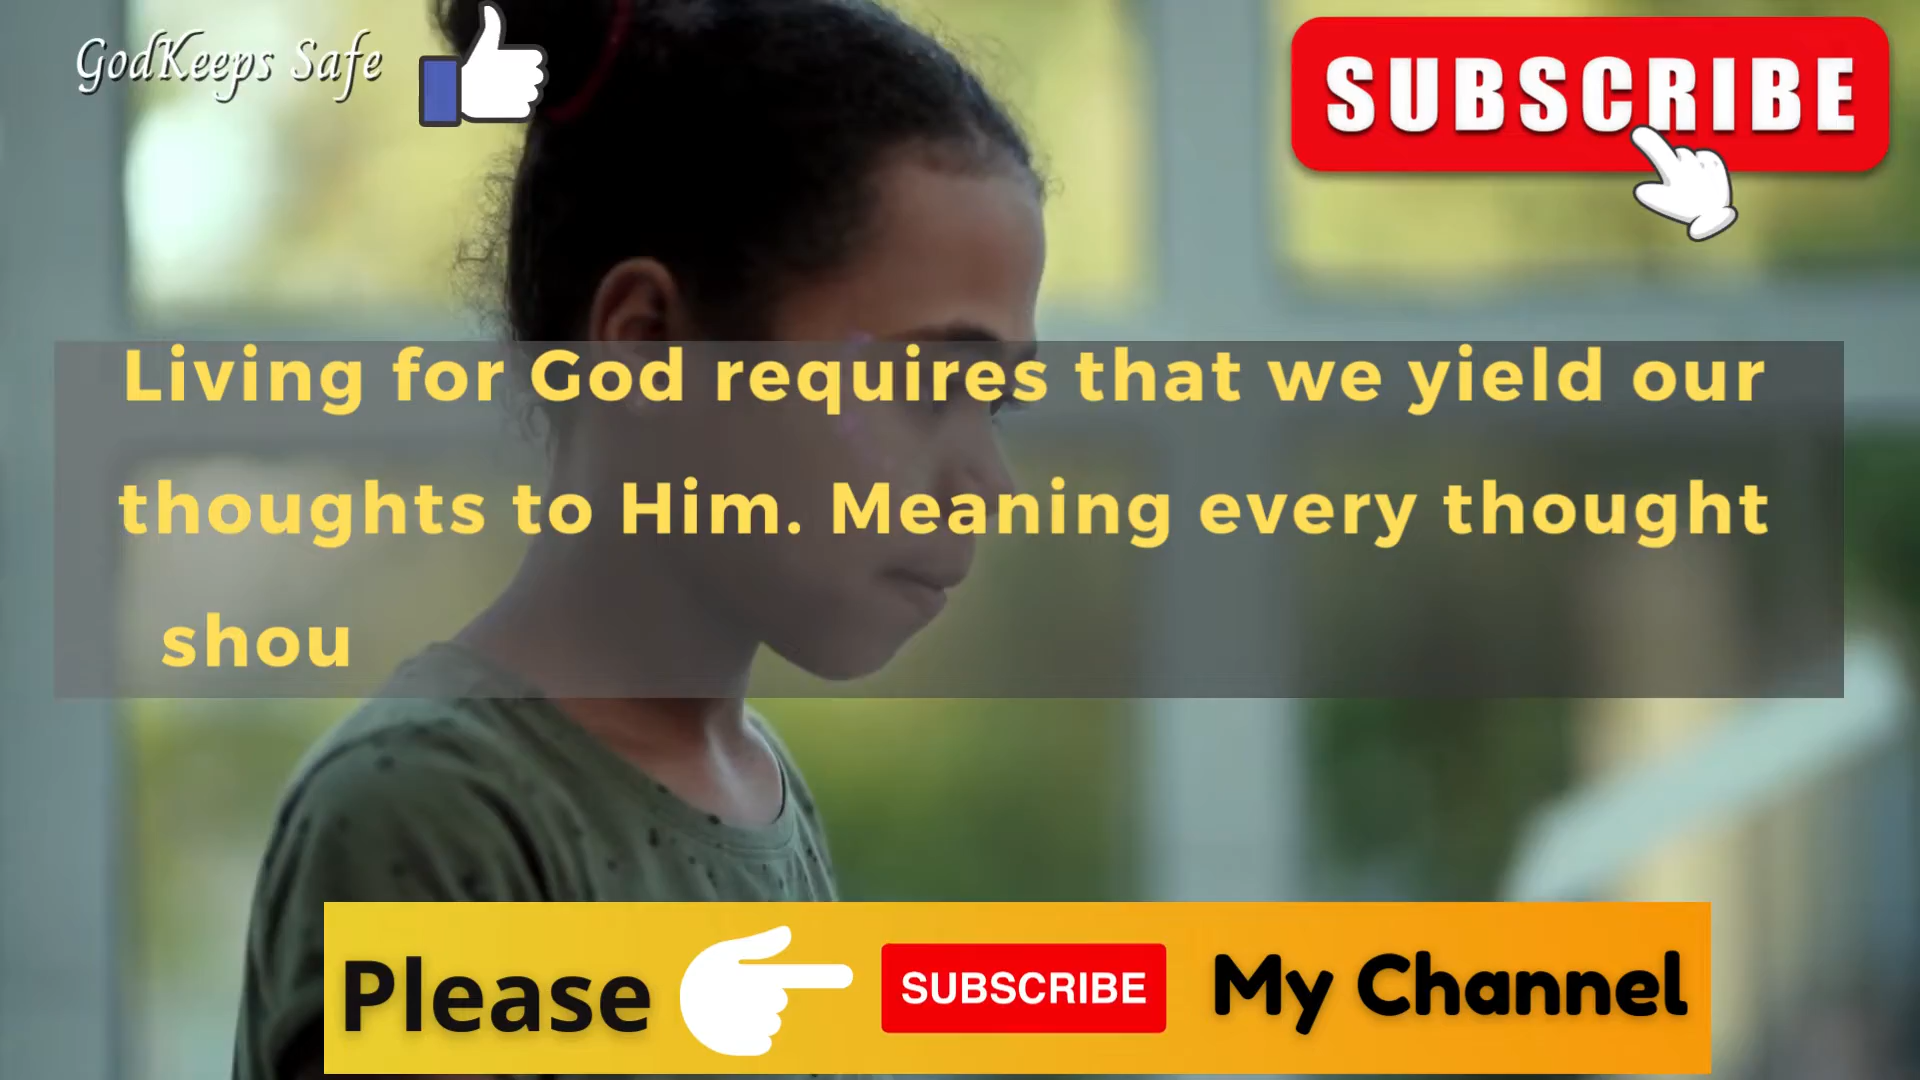 GodKeeps Safe
SUBSCRIBE
Living for God requires that we yield our
thoughts to Him. Meaning every thought
shou
Please SUBSCRIBE My Channel